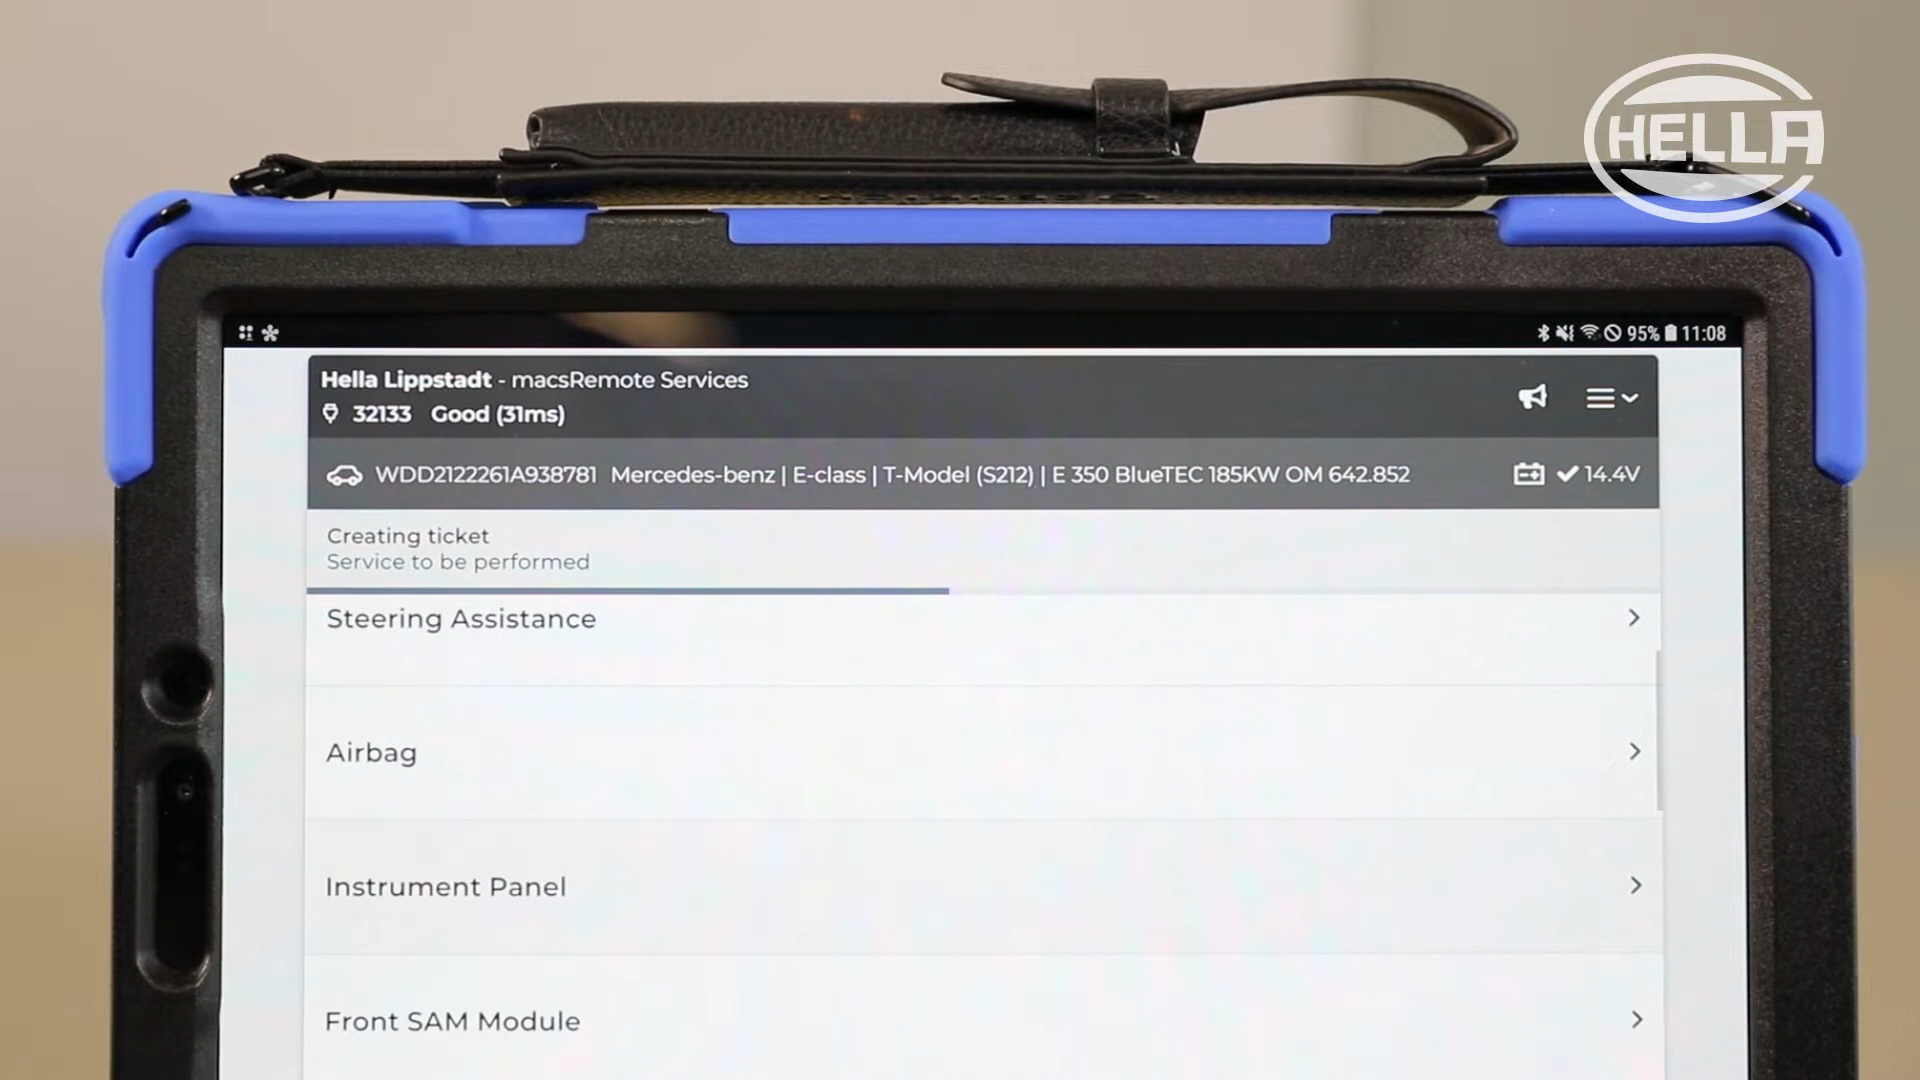 HELLA
95% 11:08
Hella Lippstadt - macsRemote Services
32133 Good (31ms)
WDD2122261A938781 Mercedes-benz | E-class | T-Model (S212) | E 350 BlueTEC 185KW OM 642.852 14.4V
Creating ticket
Service to be performed
Steering Assistance
Airbag
Instrument Panel
Front SAM Module